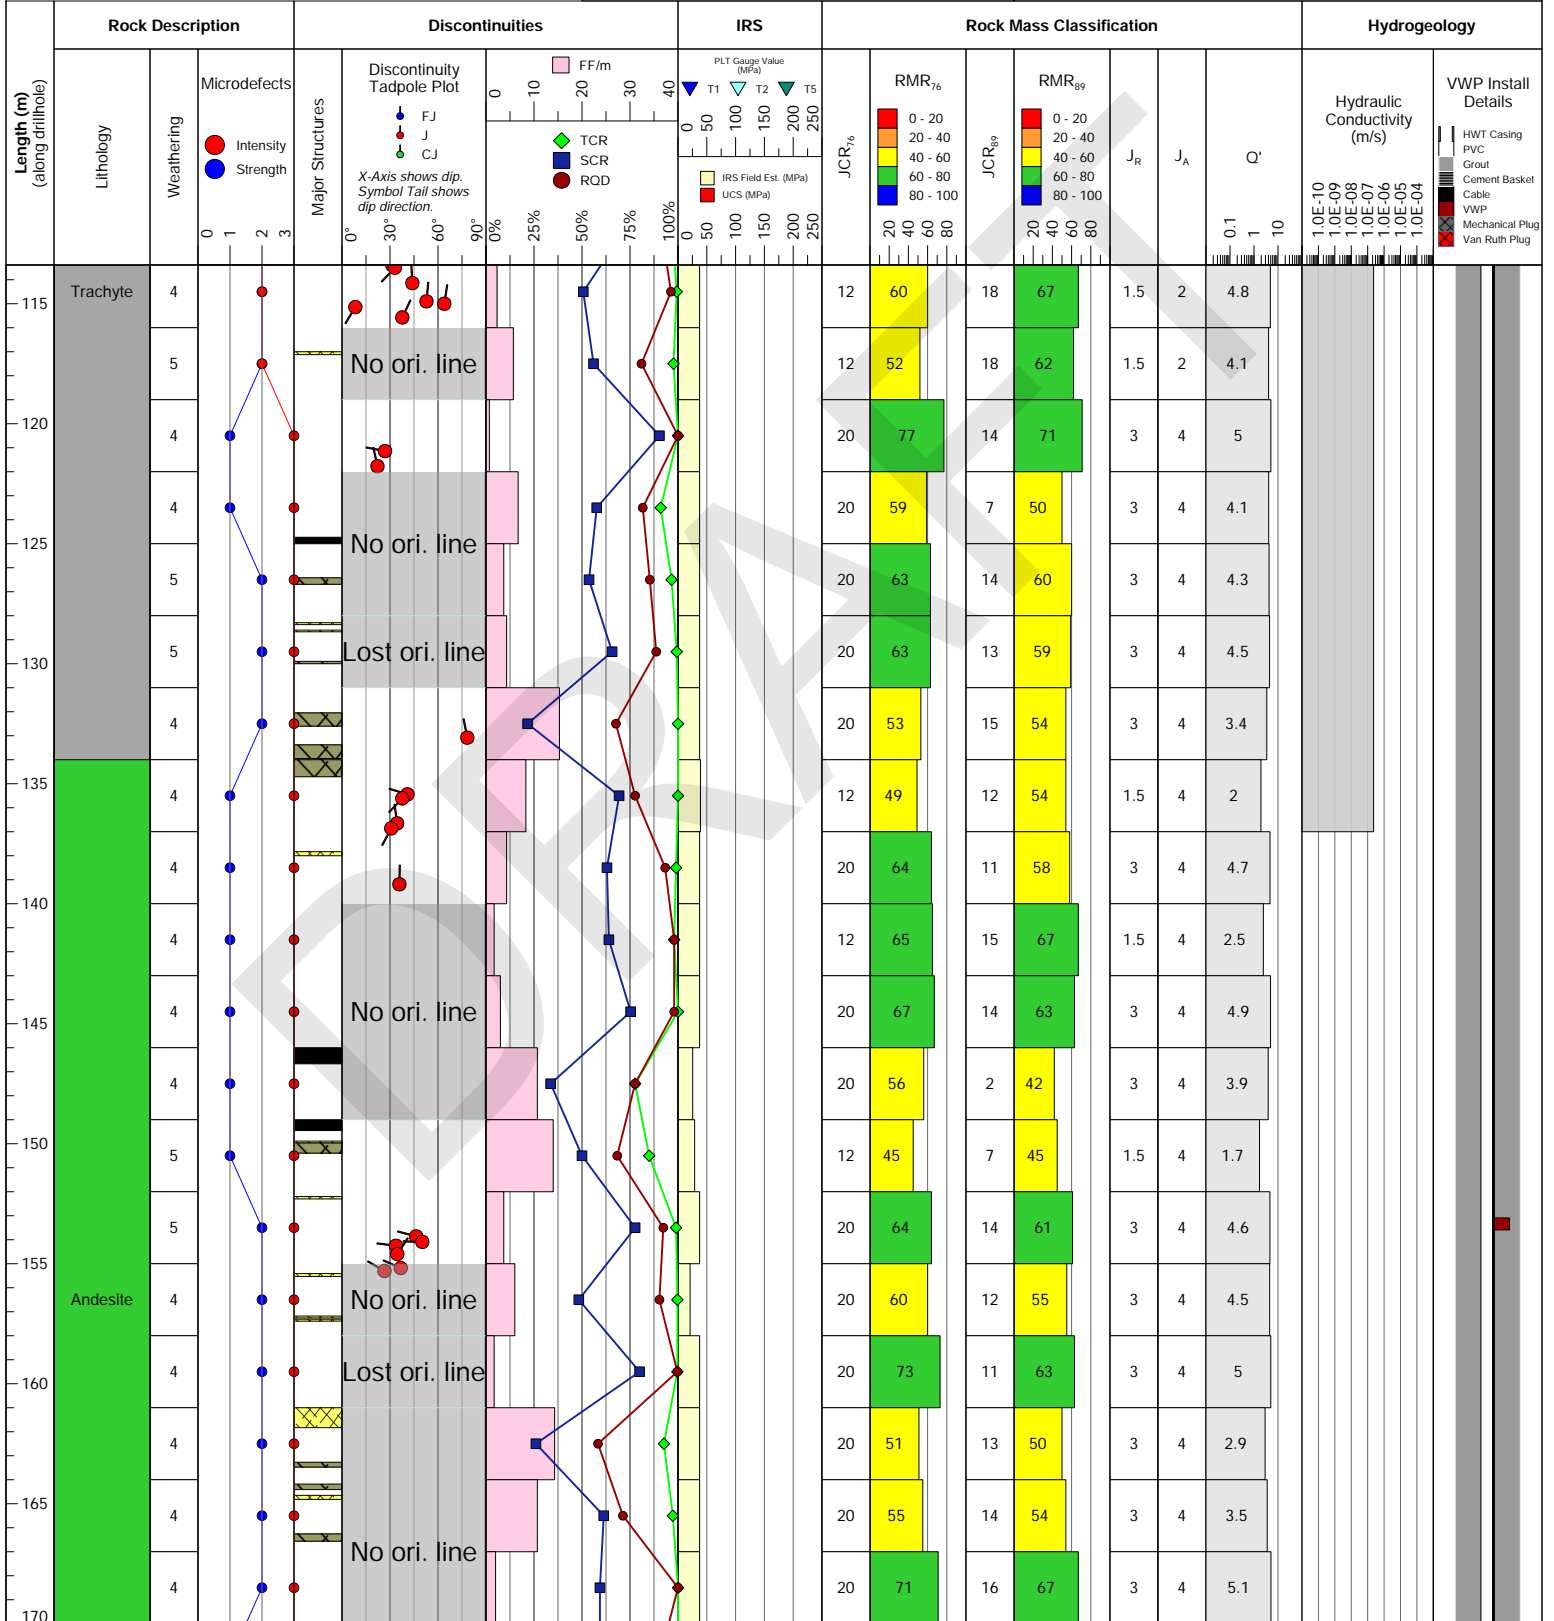 Rock Description
Discontinuities
IRS
Rock Mass Classification
Hydrogeology
Length (m)
(along drillhole)
Lithology
Weathering
Microdefects
Intensity
Strength
0 1 2 3
Major Structures
Discontinuity
Tadpole Plot
FJ
J
CJ
X-Axis shows dip.
Symbol Tail shows
dip direction.
0° 30° 60° 90°
FF/m
0 10 20 30 40
TCR
SCR
RQD
0% 25% 50% 75% 100%
PLT Gauge Value
(MPa)
T1 T2 T5
0 50 100 150 200 250
IRS Field Est. (MPa)
UCS (MPa)
0 50 100 150 200 250
JCR76
RMR76
0 - 20
20 - 40
40 - 60
60 - 80
80 - 100
20 40 60 80
JCR89
RMR89
0 - 20
20 - 40
40 - 60
60 - 80
80 - 100
20 40 60 80
JR
JA
Q'
0.1 1 10
Hydraulic
Conductivity
(m/s)
1.0E-10 1.0E-09 1.0E-08 1.0E-07 1.0E-06 1.0E-05 1.0E-04
VWP Install
Details
HWT Casing
PVC
Grout
Cement Basket
Cable
VWP
Mechanical Plug
Van Ruth Plug
Trachyte 4 12 60 18 67 1.5 2 4.8
115
5 No ori. line 12 52 18 62 1.5 2 4.1
120
4 20 77 14 71 3 4 5
4 20 59 7 50 3 4 4.1
125 No ori. line
5 20 63 14 60 3 4 4.3
5 Lost ori. line 20 63 13 59 3 4 4.5
130
4 20 53 15 54 3 4 3.4
135
4 12 49 12 54 1.5 4 2
4 20 64 11 58 3 4 4.7
140
4 12 65 15 67 1.5 4 2.5
4 No ori. line 20 67 14 63 3 4 4.9
145
4 20 56 2 42 3 4 3.9
150
5 12 45 7 45 1.5 4 1.7
5 20 64 14 61 3 4 4.6
155
Andesite 4 No ori. line 20 60 12 55 3 4 4.5
4 Lost ori. line 20 73 11 63 3 4 5
160
4 20 51 13 50 3 4 2.9
165
4 20 55 14 54 3 4 3.5
No ori. line
4 20 71 16 67 3 4 5.1
170
DRAFT